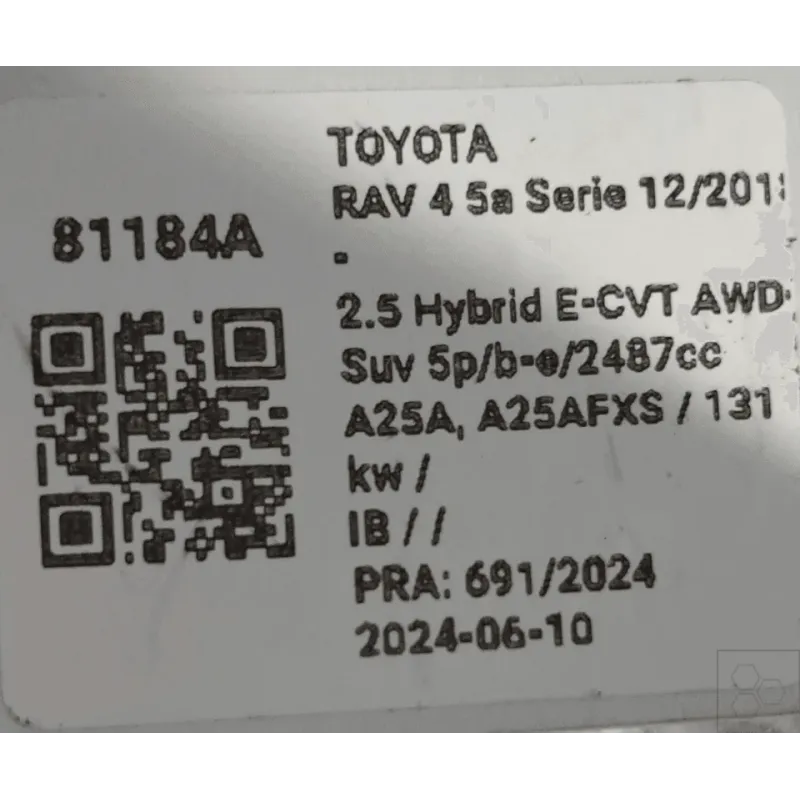 81184A
TOYOTA
RAV 4 5a Serie 12/2018
-
2.5 Hybrid E-CVT AWD-
Suv 5p/b-e/2487cc
A25A, A25AFXS / 131
kw /
IB / /
PRA: 691/2024
2024-06-10